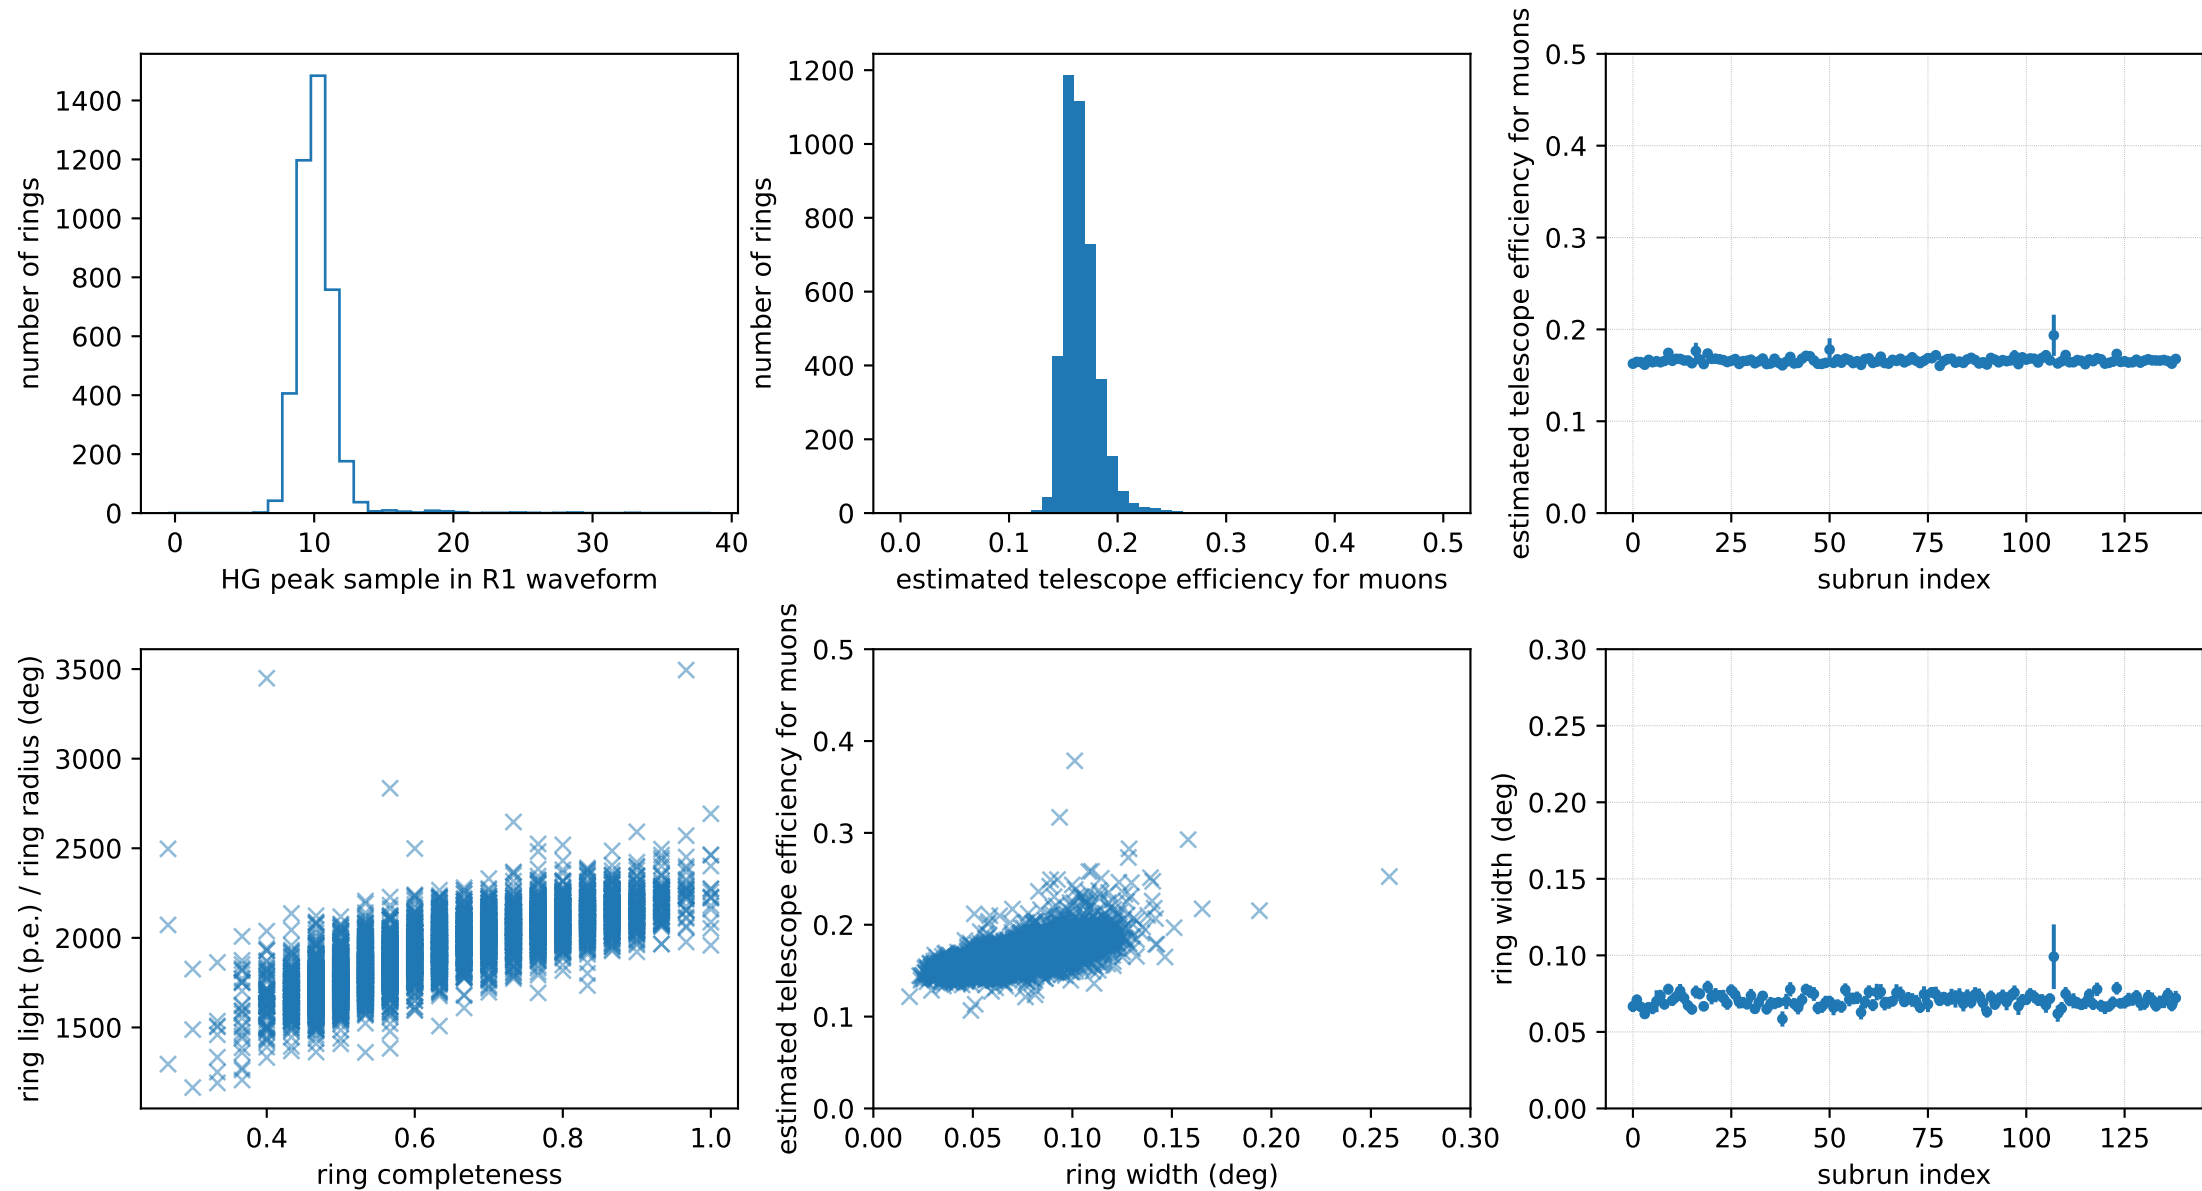 number of rings
1400
1200
1000
800
600
400
200
0
0 10 20 30 40
HG peak sample in R1 waveform
number of rings
1200
1000
800
600
400
200
0
0.0 0.1 0.2 0.3 0.4 0.5
estimated telescope efficiency for muons
estimated telescope efficiency for muons
0.5
0.4
0.3
0.2
0.1
0.0
0 25 50 75 100 125
subrun index
ring light (p.e.) / ring radius (deg)
3500
3000
2500
2000
1500
0.4 0.6 0.8 1.0
ring completeness
estimated telescope efficiency for muons
0.5
0.4
0.3
0.2
0.1
0.0
0.00 0.05 0.10 0.15 0.20 0.25 0.30
ring width (deg)
ring width (deg)
0.30
0.25
0.20
0.15
0.10
0.05
0.00
0 25 50 75 100 125
subrun index